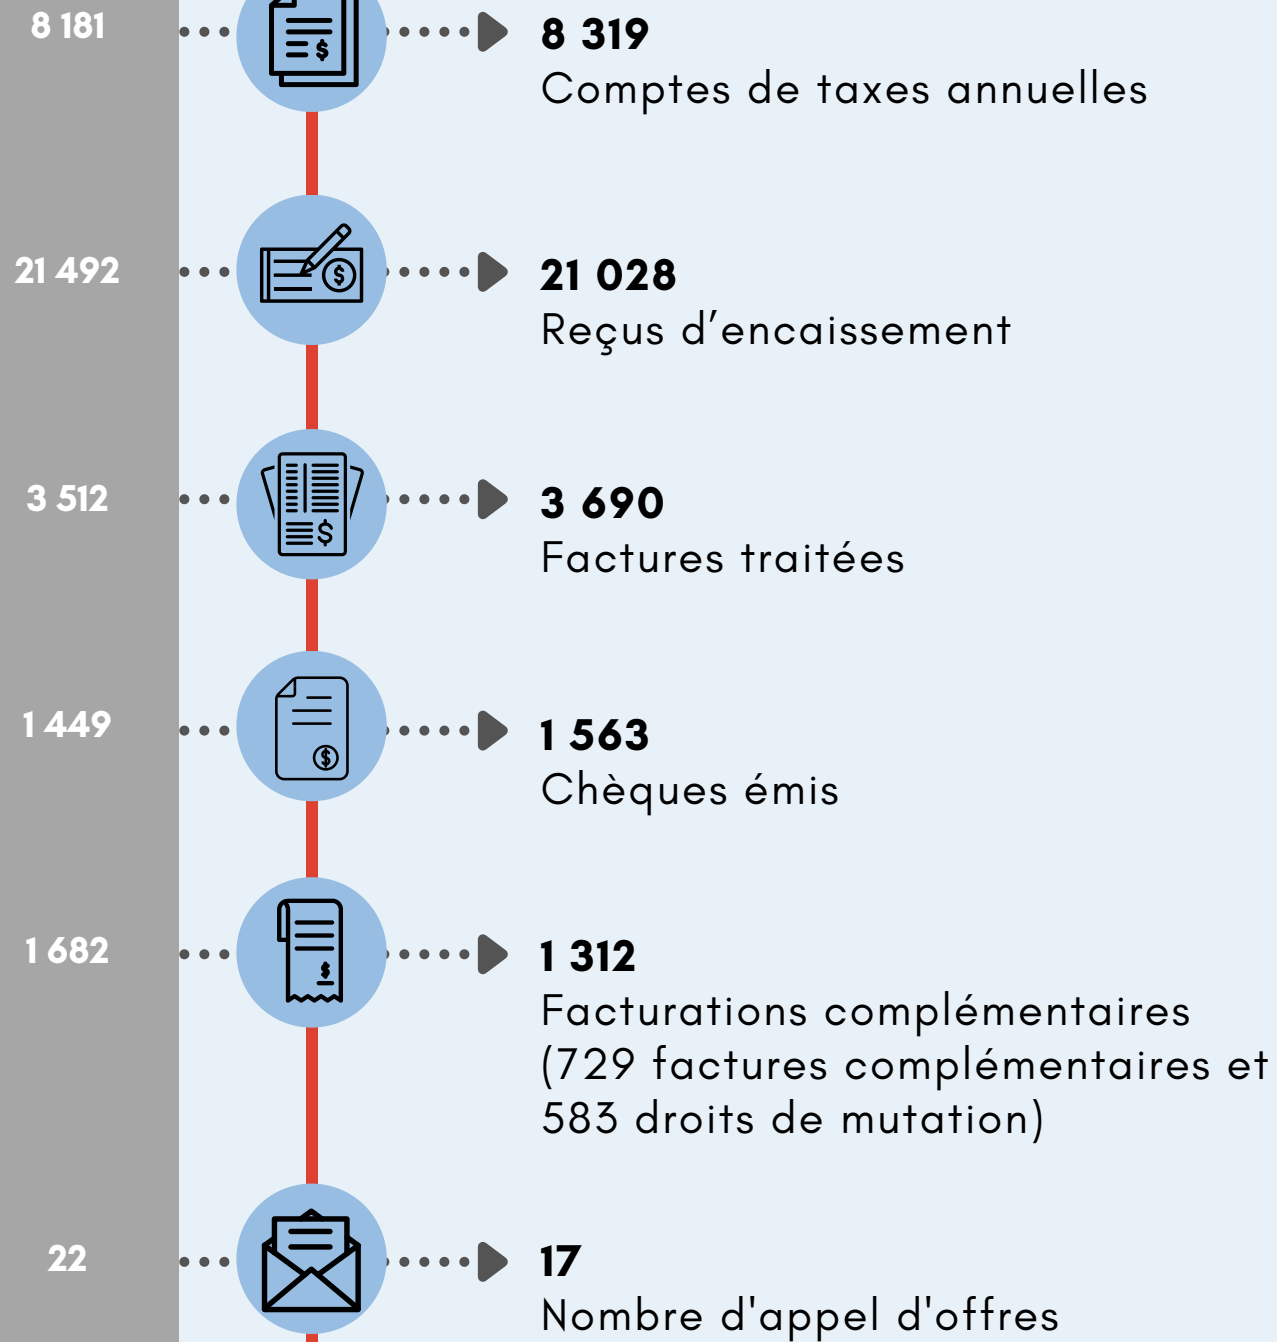 8 181
8 319
Comptes de taxes annuelles
21 492
21 028
Reçus d’encaissement
3 512
3 690
Factures traitées
1 449
1 563
Chèques émis
1 682
1 312
Facturations complémentaires
(729 factures complémentaires et
583 droits de mutation)
22
17
Nombre d'appel d'offres